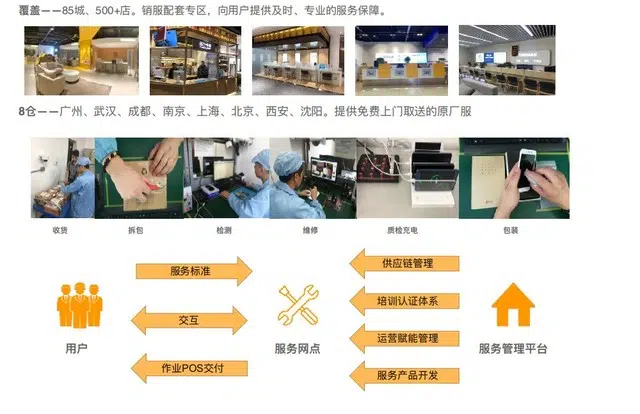 覆盖——85城、500+店。销服配套专区，向用户提供及时、专业的服务保障。
8仓——广州、武汉、成都、南京、上海、北京、西安、沈阳。提供免费上门取送的原厂服
收货 拆包 检测 维修 质检充电 包装
服务标准
供应链管理
培训认证体系
交互
运营赋能管理
用户 服务网点 服务管理平台
作业POS交付
服务产品开发